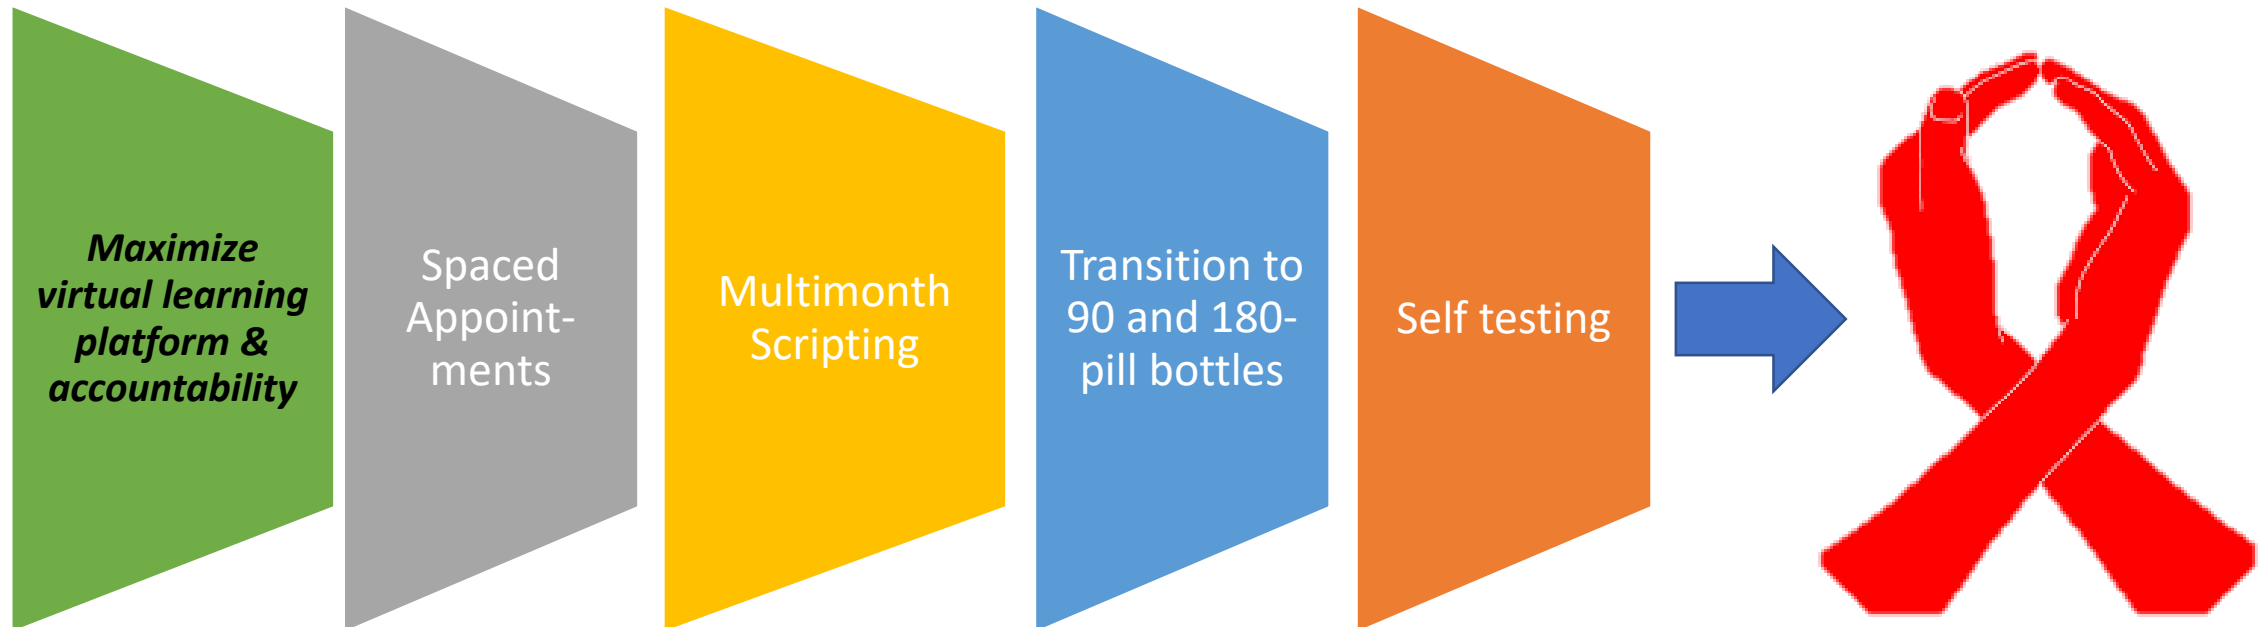 Maximize
virtual learning
platform &
accountability
Spaced
Appoint-
ments
Multimonth
Scripting
Transition to
90 and 180-
pill bottles
Self testing